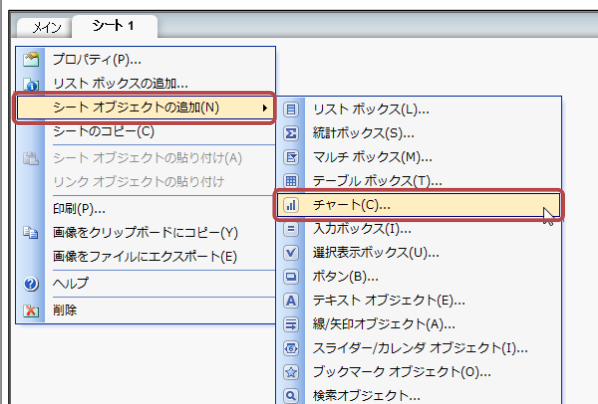 メイン シート 1
プロパティ(P)...
リスト ボックスの追加...
シート オブジェクトの追加(N)
シートのコピー(C)
シート オブジェクトの貼り付け(A)
リンク オブジェクトの貼り付け
印刷(P)...
画像をクリップボードにコピー(Y)
画像をファイルにエクスポート(E)
ヘルプ
削除
リスト ボックス(L)...
統計ボックス(S)...
マルチ ボックス(M)...
テーブル ボックス(T)...
チャート(C)...
入力ボックス(I)...
選択表示ボックス(U)...
ボタン(B)...
テキスト オブジェクト(E)...
線/矢印オブジェクト(A)...
スライダー/カレンダ オブジェクト(I)...
ブックマーク オブジェクト(O)...
検索オブジェクト...